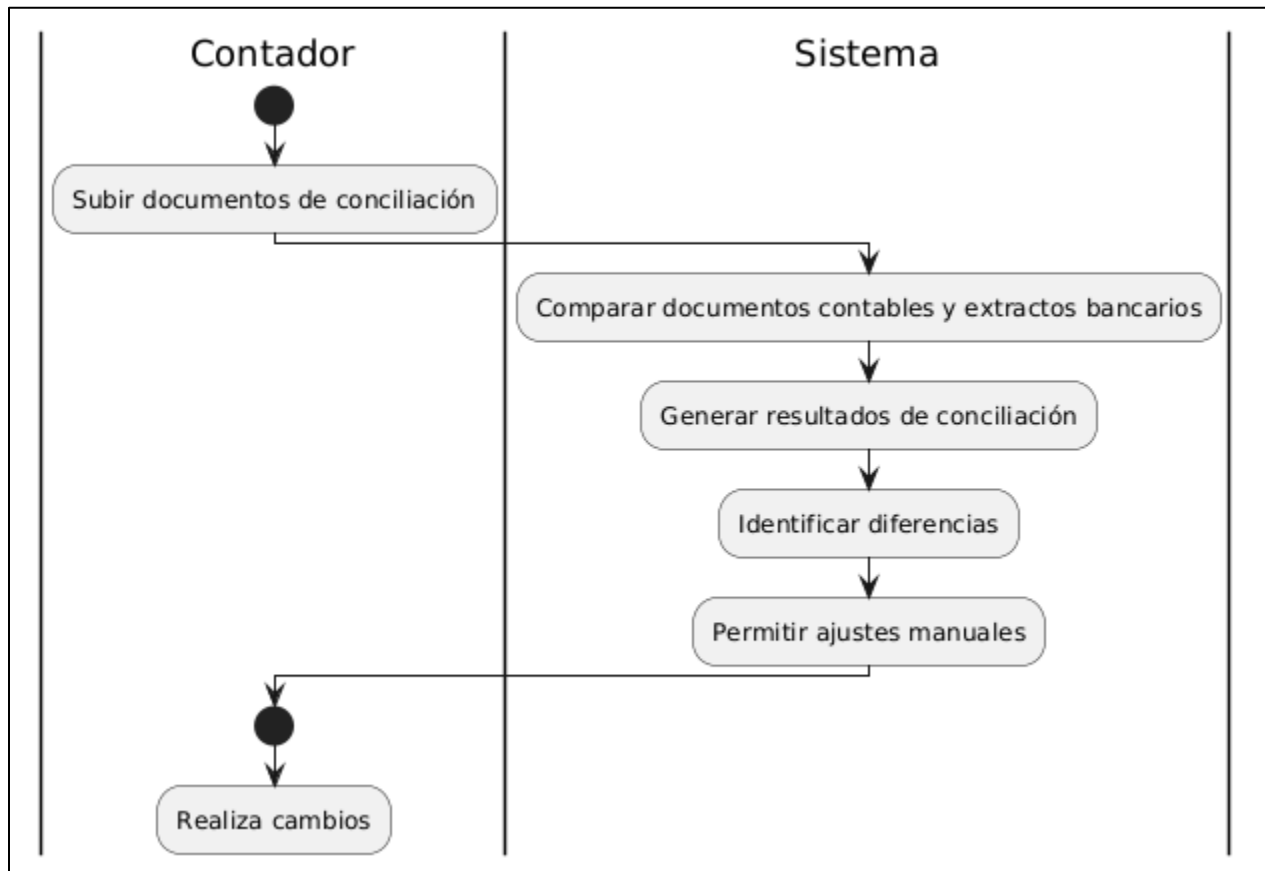 Contador
Sistema
Subir documentos de conciliación
Comparar documentos contables y extractos bancarios
Generar resultados de conciliación
Identificar diferencias
Permitir ajustes manuales
Realiza cambios